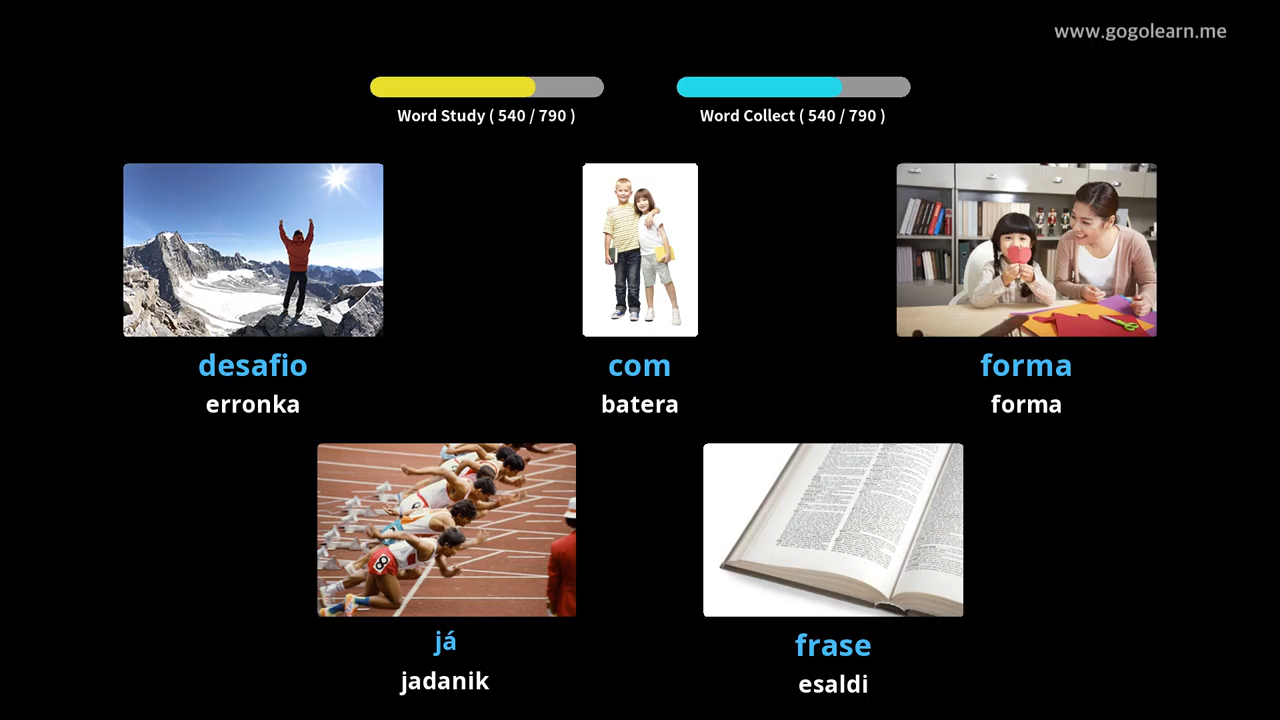 www.gogolearn.me
Word Study ( 540 / 790 )
Word Collect ( 540 / 790 )
desafio
erronka
com
batera
forma
forma
8
já
jadanik
frase
esaldi